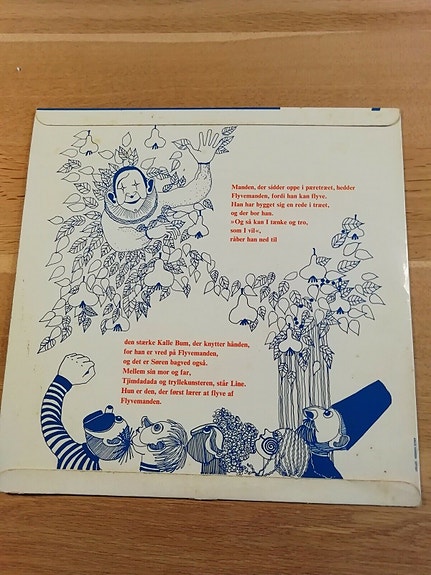 Manden, der sidder oppe i pæretræet, hedder
Flyvemanden, fordi han kan flyve.
Han har bygget sig en rede i træet,
og der bor han.
»Og så kan I tænke og tro,
som I vil«,
råber han ned til
den stærke Kalle Bum, der knytter hånden,
for han er vred på Flyvemanden,
og det er Søren bagved også.
Mellem sin mor og far,
Tjimdadada og tryllekunsteren, står Line.
Hun er den, der først lærer at flyve af
Flyvemanden.